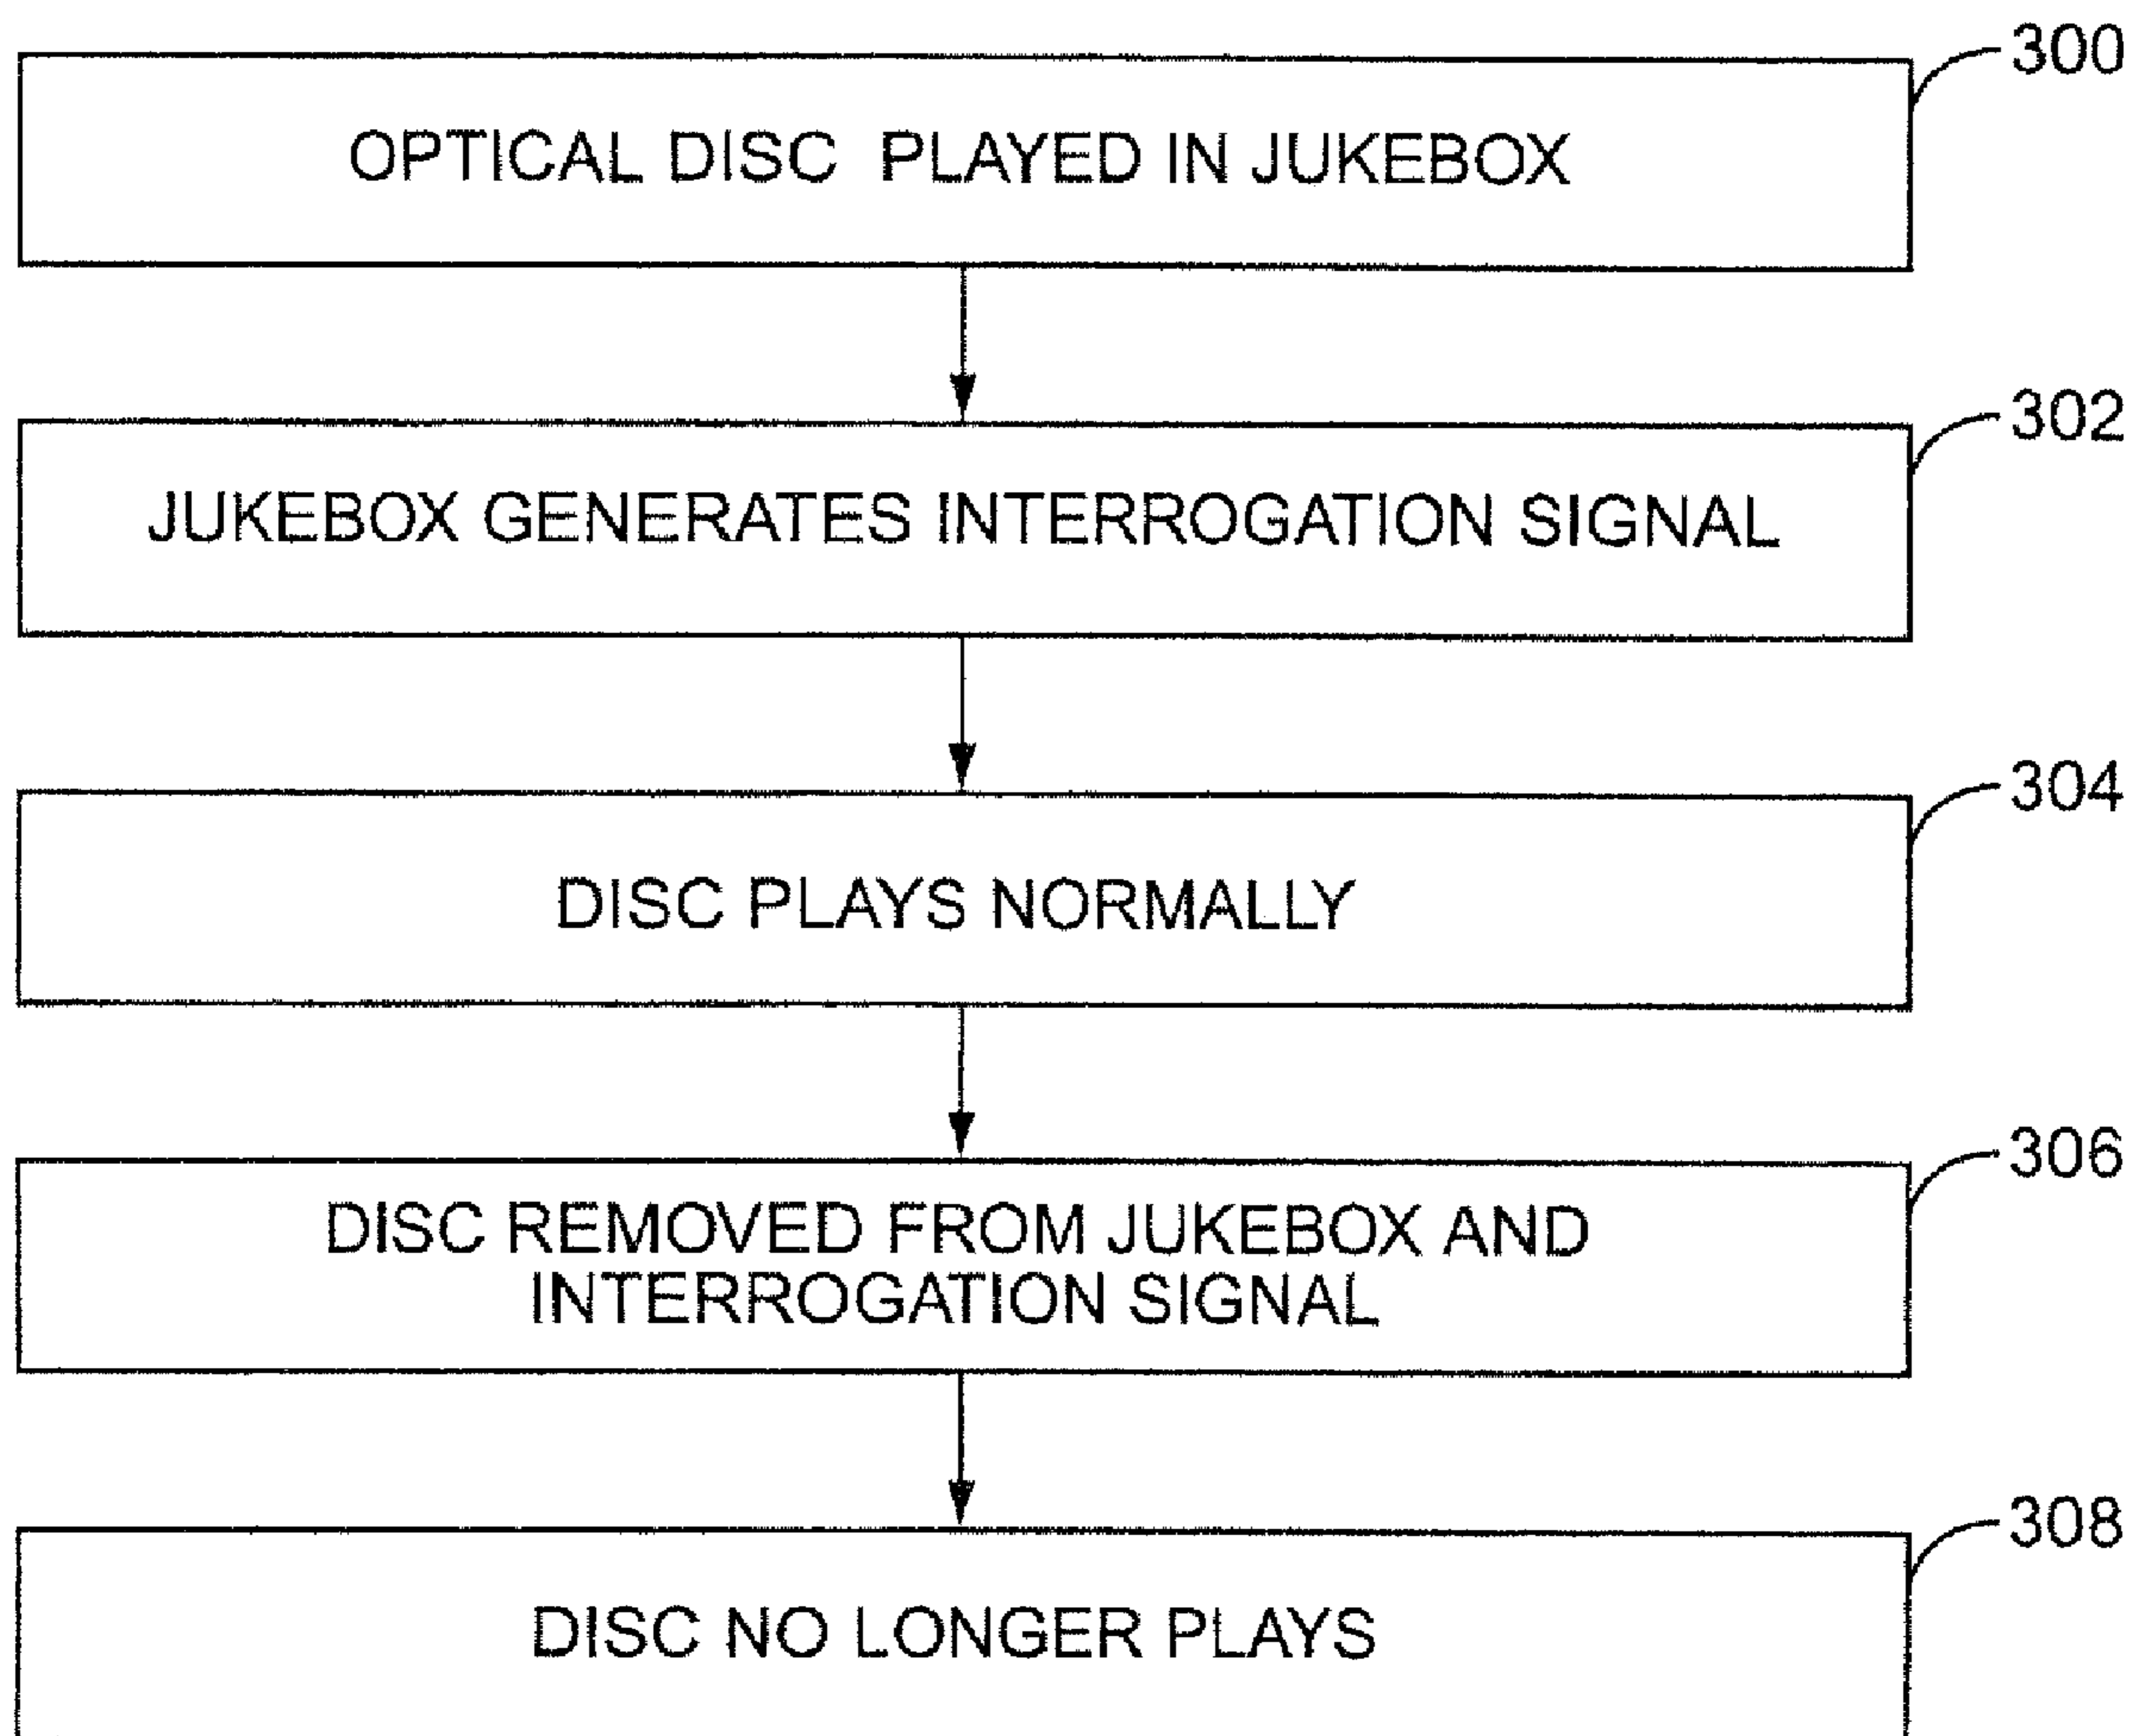 300
OPTICAL DISC PLAYED IN JUKEBOX
302
JUKEBOX GENERATES INTERROGATION SIGNAL
304
DISC PLAYS NORMALLY
306
DISC REMOVED FROM JUKEBOX AND
INTERROGATION SIGNAL
308
DISC NO LONGER PLAYS